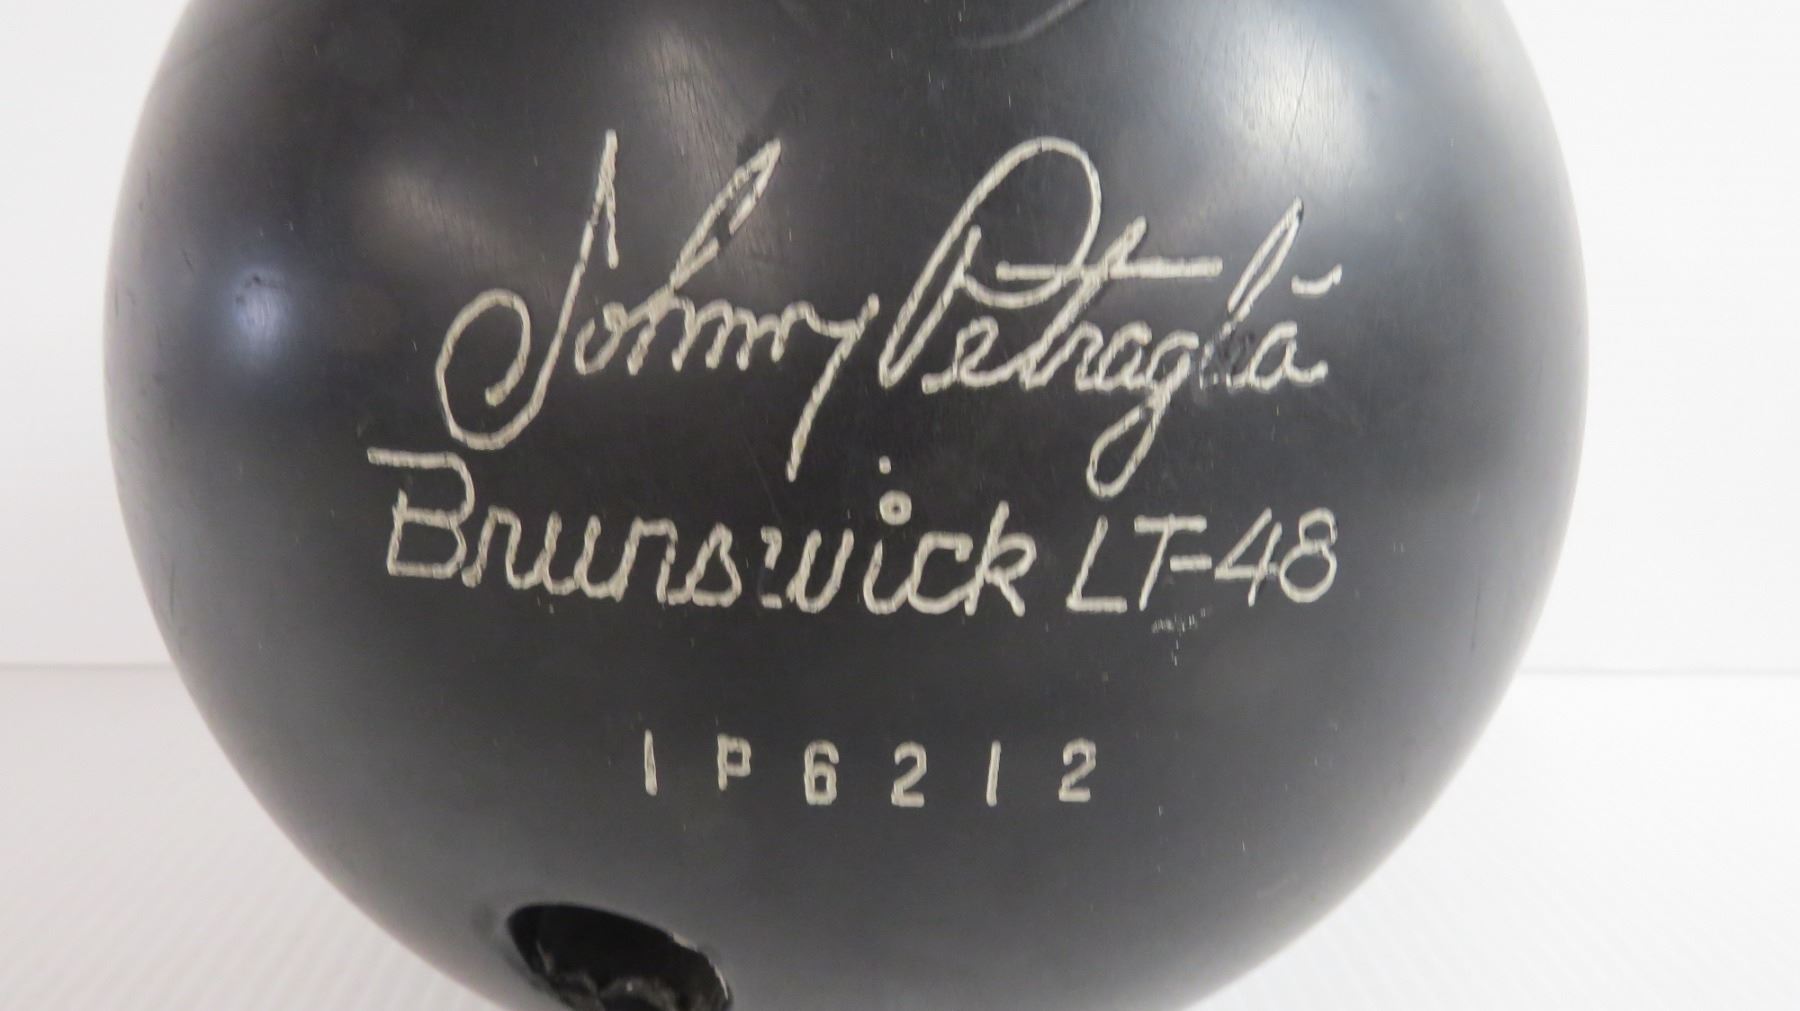 Johnny Petraglia
Brunswick LT-48
1P6212